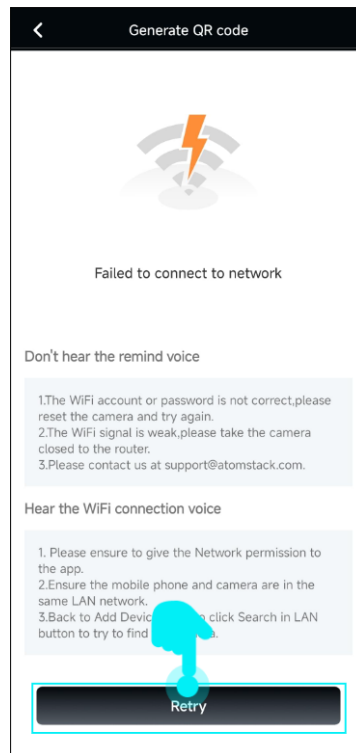 Generate QR code
Failed to connect to network
Don't hear the remind voice
1.The WiFi account or password is not correct,please
reset the camera and try again.
2.The WiFi signal is weak,please take the camera
closed to the router.
3.Please contact us at support@atomstack.com.
Hear the WiFi connection voice
1. Please ensure to give the Network permission to
the app.
2.Ensure the mobile phone and camera are in the
same LAN network.
3.Back to Add Devic click Search in LAN
button to try to find a.
Retry